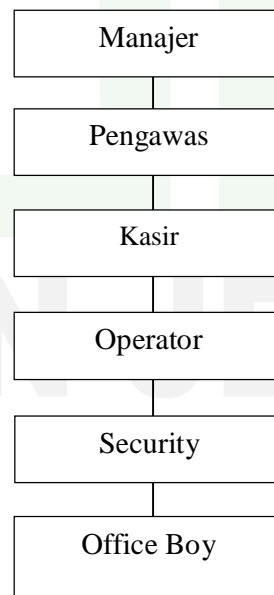 Manajer
Pengawas
Kasir
Operator
Security
Office Boy